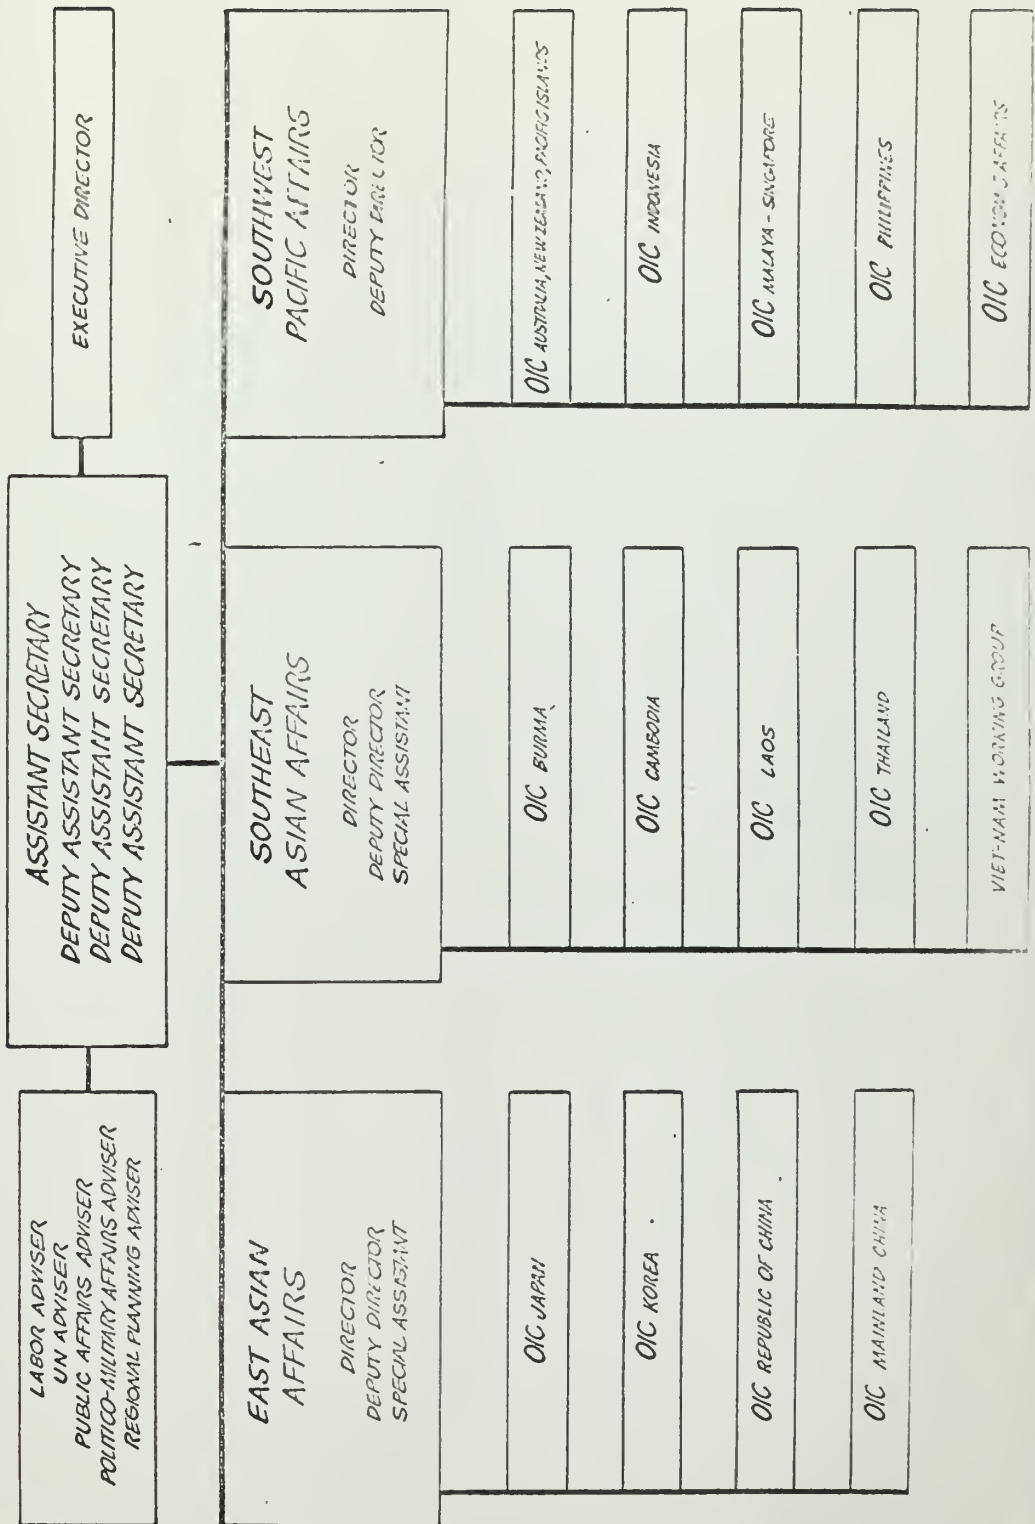 LABOR ADVISER
UN ADVISER
PUBLIC AFFAIRS ADVISER
POLITICO-MILITARY AFFAIRS ADVISER
REGIONAL PLANNING ADVISER
ASSISTANT SECRETARY
DEPUTY ASSISTANT SECRETARY
DEPUTY ASSISTANT SECRETARY
DEPUTY ASSISTANT SECRETARY
EXECUTIVE DIRECTOR
EAST ASIAN
AFFAIRS
DIRECTOR
DEPUTY DIRECTOR
SPECIAL ASSISTANT
OIC JAPAN
OIC KOREA
OIC REPUBLIC OF CHINA
OIC MAINLAND CHINA
SOUTHEAST
ASIAN AFFAIRS
DIRECTOR
DEPUTY DIRECTOR
SPECIAL ASSISTANT
OIC BURMA
OIC CAMBODIA
OIC LAOS
OIC THAILAND
VIET-NAM WORKING GROUP
SOUTHWEST
PACIFIC AFFAIRS
DIRECTOR
DEPUTY DIRECTOR
OIC AUSTRALIA, NEW ZEALAND, PACIFIC ISLANDS
OIC INDONESIA
OIC MALAYA - SINGAPORE
OIC PHILIPPINES
OIC ECONOMIC AFFAIRS